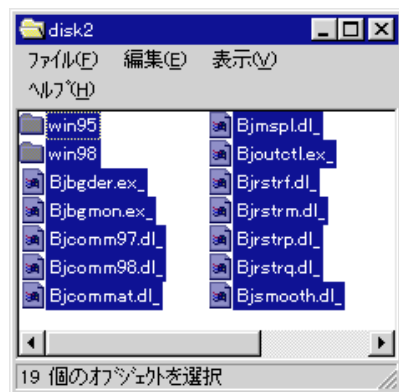 disk2
ファイル(F) 編集(E) 表示(V)
ヘルプ(H)
win95
win98
Bjbgder.ex_
Bjbgmon.ex_
Bjcomm97.dl_
Bjcomm98.dl_
Bjcommat.dl_
Bjmspl.dl_
Bjoutctl.ex_
Bjrstrf.dl_
Bjrstrm.dl_
Bjrstrp.dl_
Bjrstrq.dl_
Bjsmooth.dl_
19 個のオブジェクトを選択